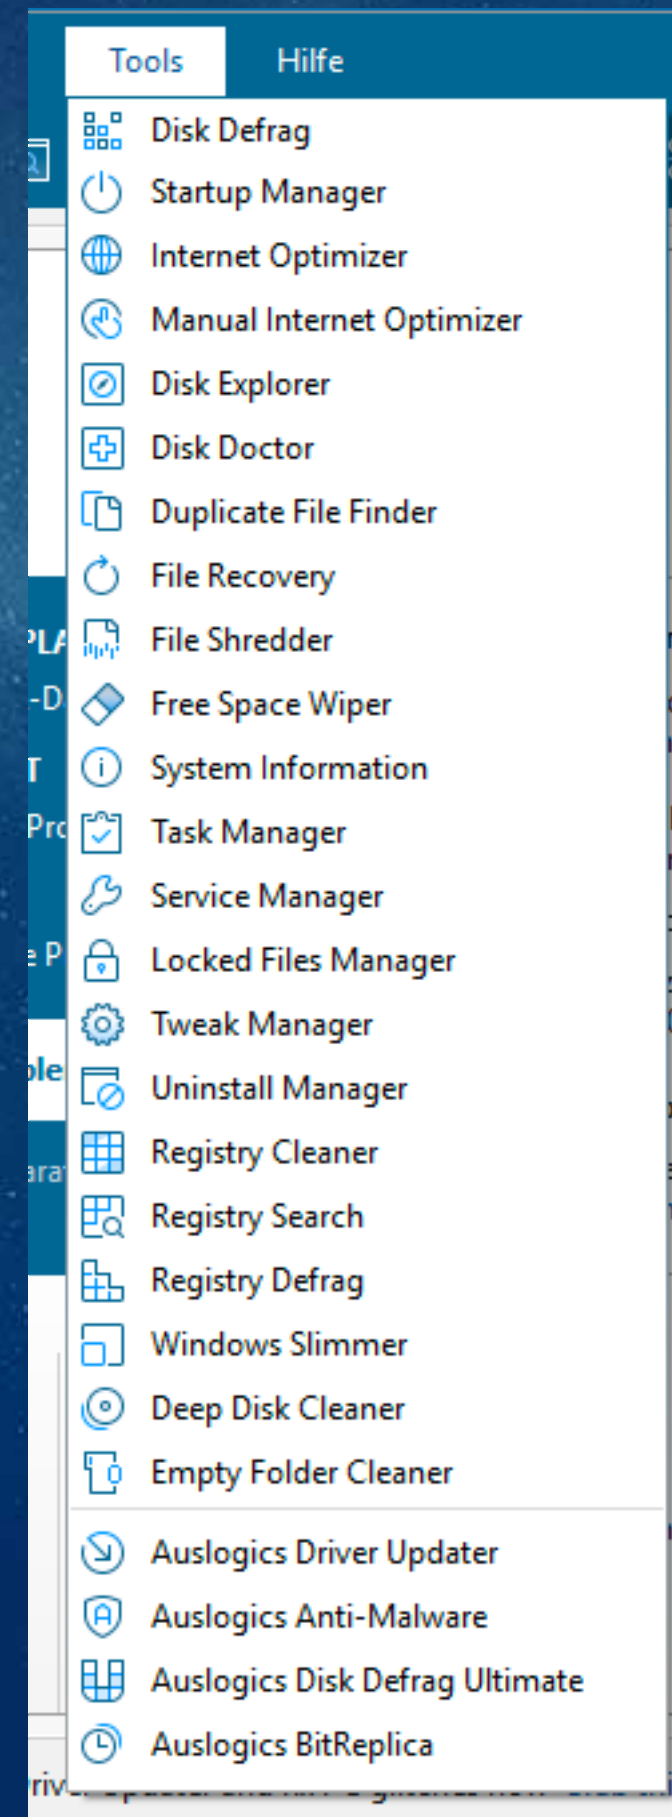 Tools Hilfe
Disk Defrag
Startup Manager
Internet Optimizer
Manual Internet Optimizer
Disk Explorer
Disk Doctor
Duplicate File Finder
File Recovery
File Shredder
Free Space Wiper
System Information
Task Manager
Service Manager
Locked Files Manager
Tweak Manager
Uninstall Manager
Registry Cleaner
Registry Search
Registry Defrag
Windows Slimmer
Deep Disk Cleaner
Empty Folder Cleaner
Auslogics Driver Updater
Auslogics Anti-Malware
Auslogics Disk Defrag Ultimate
Auslogics BitReplica